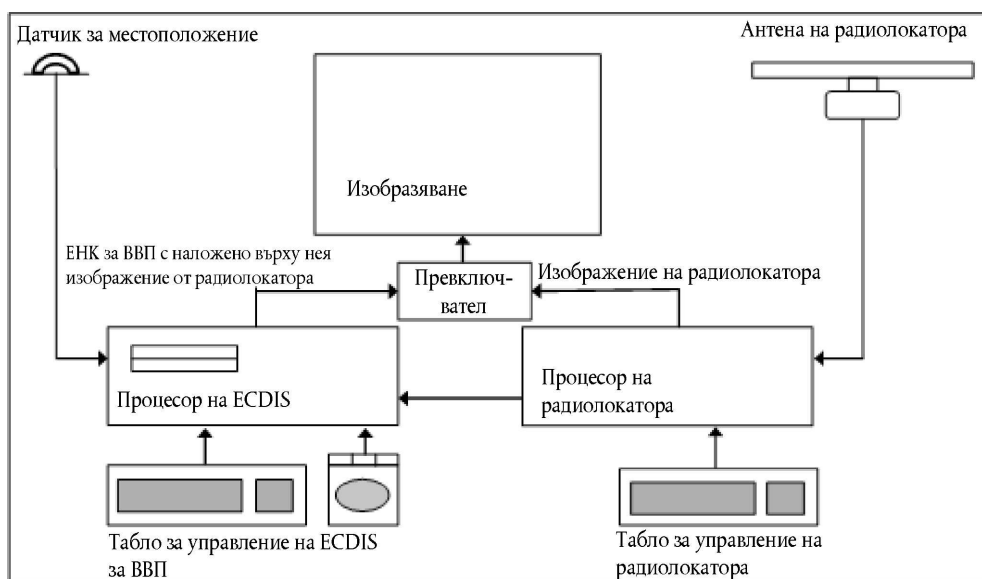 Датчик за местоположение
Антена на радиолокатора
Изобразяване
ЕНК за ВВП с наложено върху нея
изображение от радиолокатора
Превключ-
вател
Изображение на радиолокатора
Процесор на ECDIS
Процесор на
радиолокатора
Табло за управление на ECDIS
за ВВП
Табло за управление на
радиолокатора